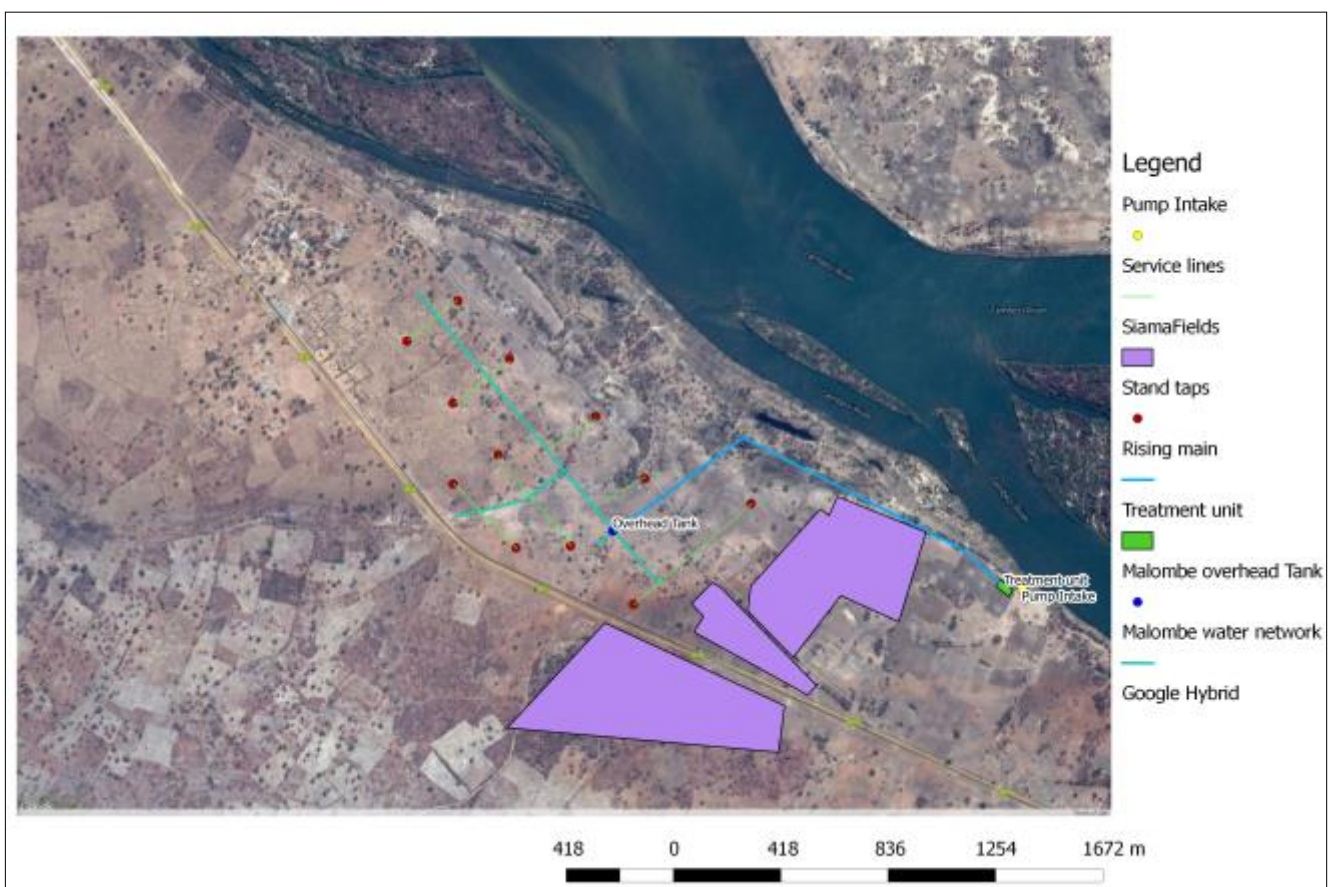 Overhead Tank
Treatment unit
Pump Intake
Legend
Pump Intake
Service lines
SiamaFields
Stand taps
Rising main
Treatment unit
Malombe overhead Tank
Malombe water network
Google Hybrid
418 0 418 836 1254 1672 m